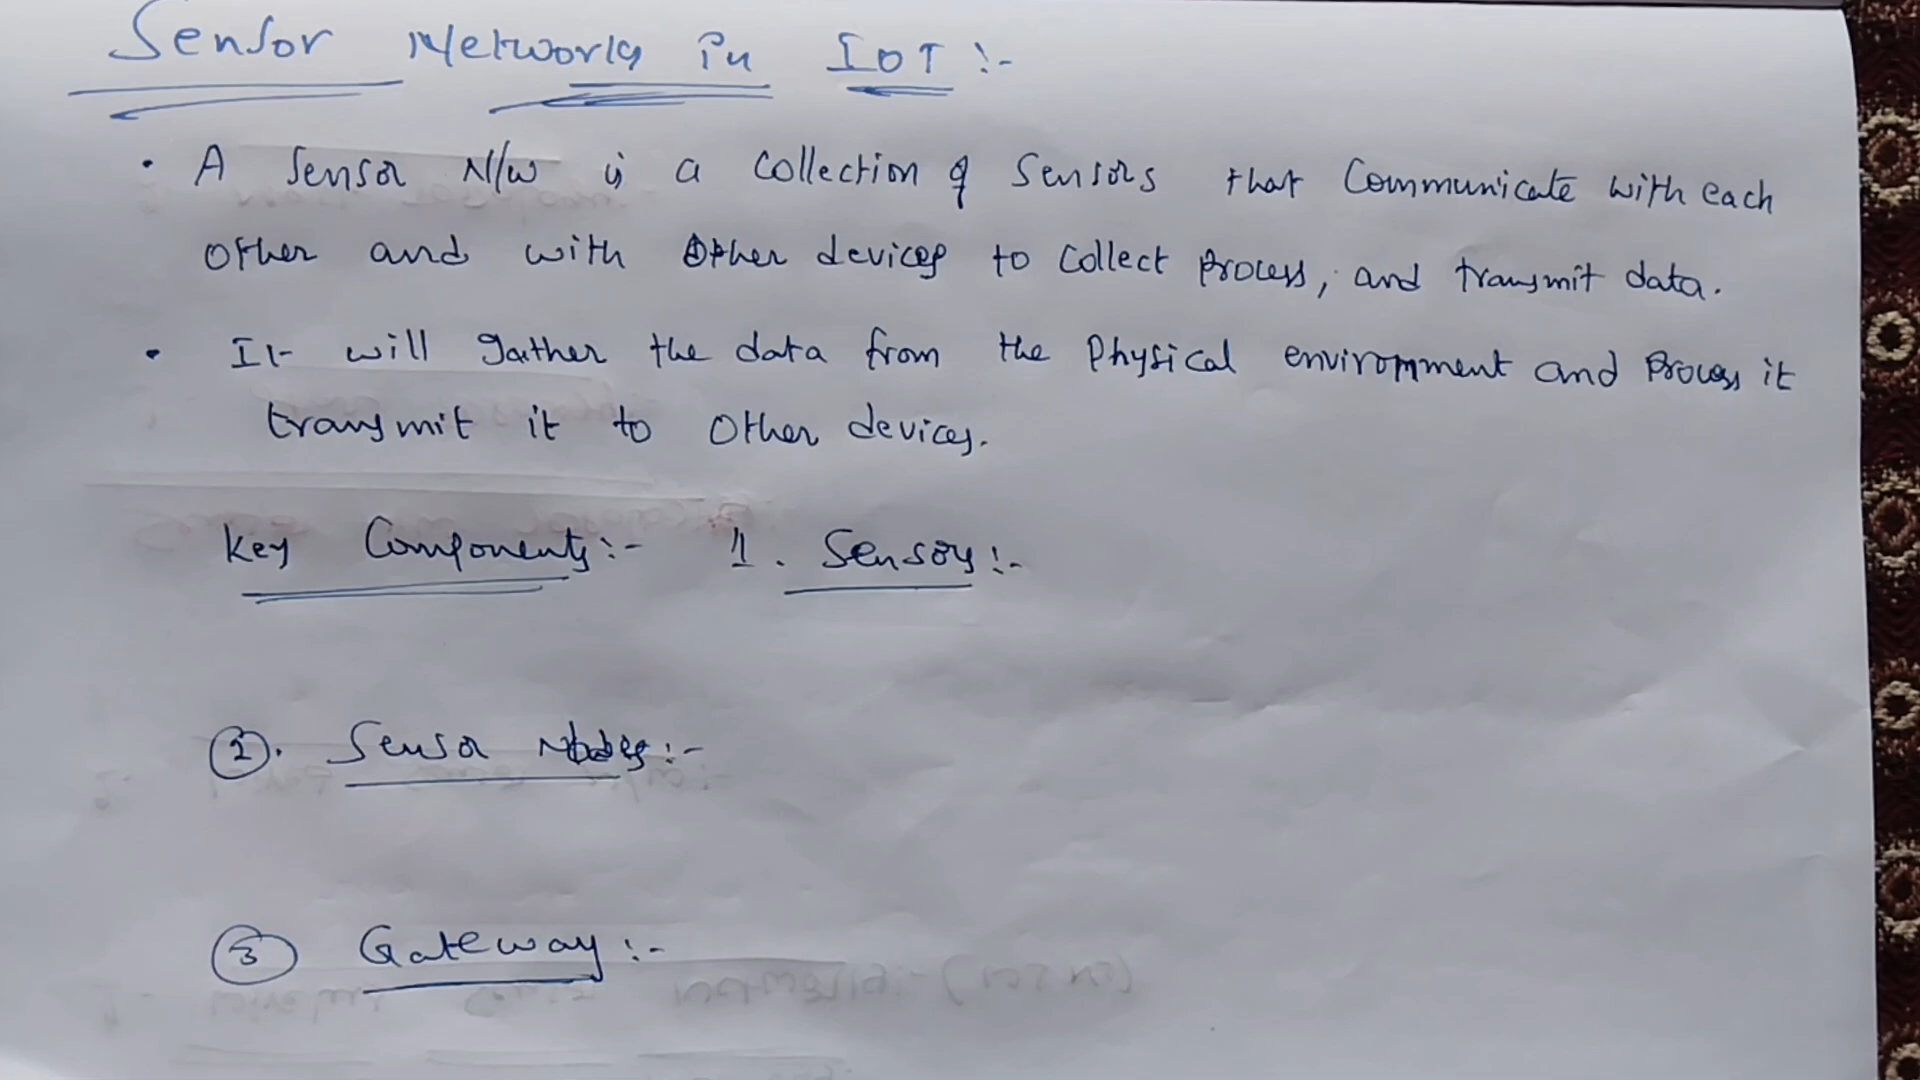 Sensor Networks in IOT :-
• A Sensor N/W is a collection of Sensors that Communicate with each
other and with other devices to collect process, and transmit data.
• It will gather the data from the physical environment and process it
transmit it to other devices.
Key Components :- 1. Sensors :-
2. Sensor Nodes :-
3 Gateway :-